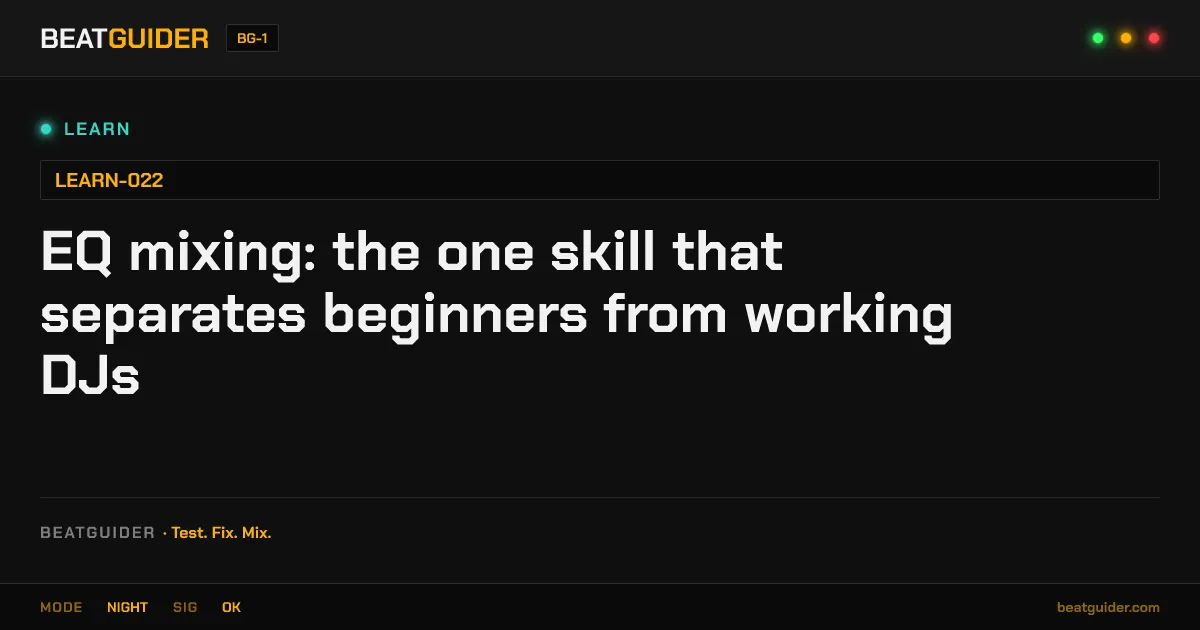 BEATGUIDER BG-1
LEARN
LEARN-022
EQ mixing: the one skill that
separates beginners from working
DJs
BEATGUIDER · Test. Fix. Mix.
MODE NIGHT SIG OK beatguider.com